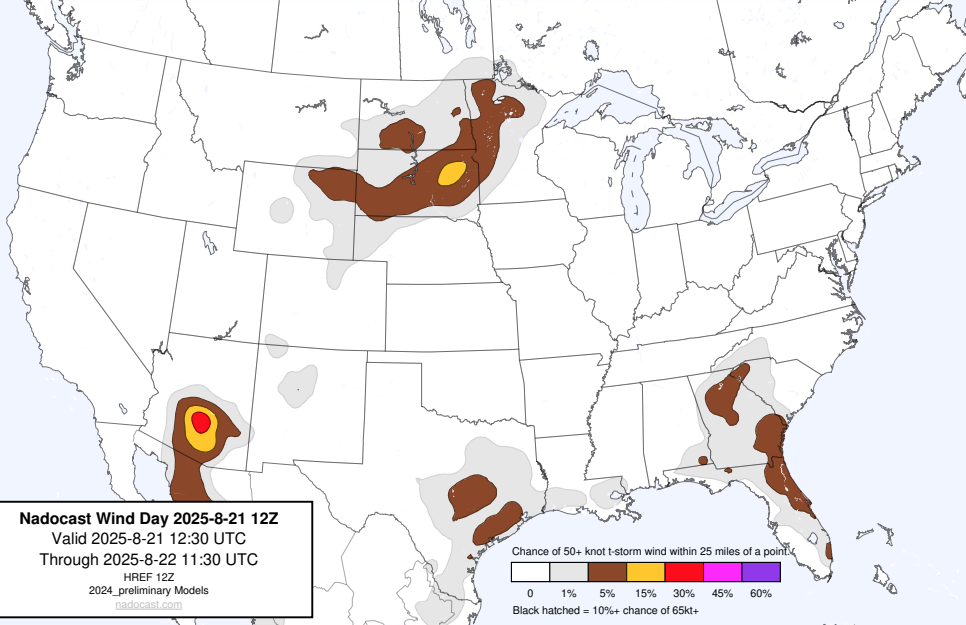 Nadocast Wind Day 2025-8-21 12Z
Valid 2025-8-21 12:30 UTC
Through 2025-8-22 11:30 UTC
HREF 12Z
2024_preliminary Models
nadocast.com
Chance of 50+ knot t-storm wind within 25 miles of a point.
0 1% 5% 15% 30% 45% 60%
Black hatched = 10%+ chance of 65kt+